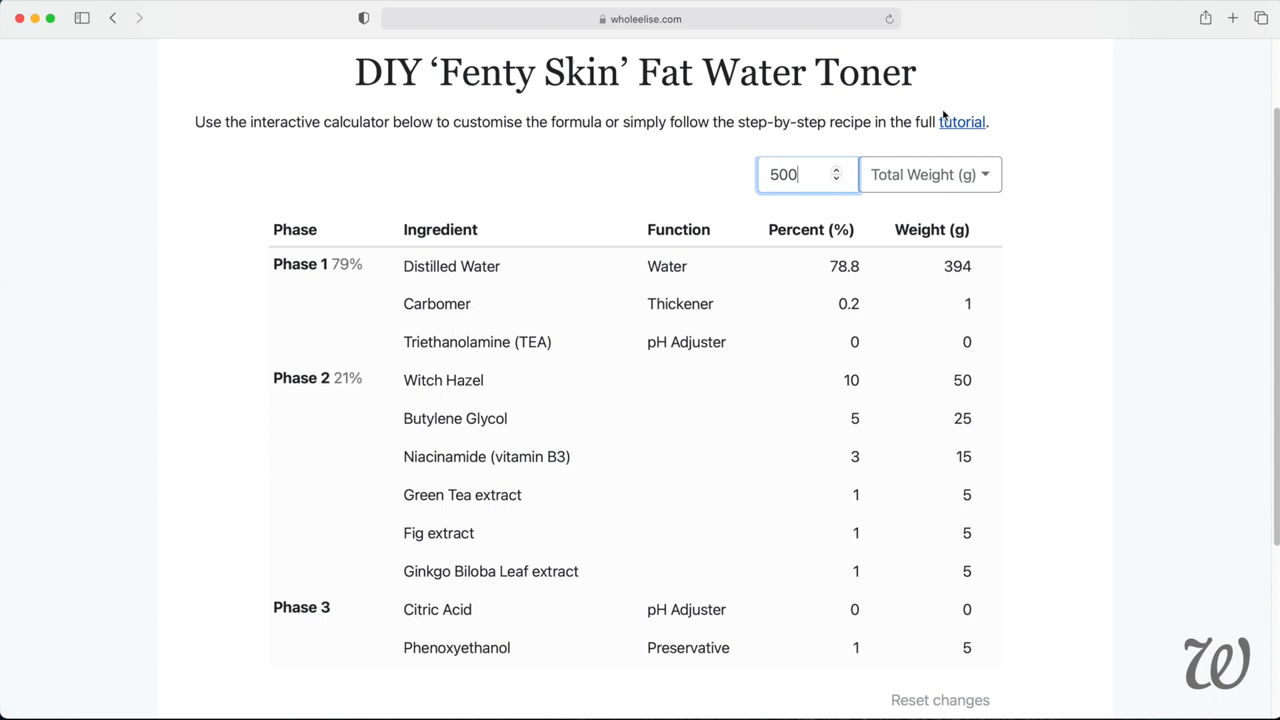 wholeelise.com
DIY ‘Fenty Skin’ Fat Water Toner
Use the interactive calculator below to customise the formula or simply follow the step-by-step recipe in the full tutorial.
500 Total Weight (g)
Phase Ingredient Function Percent (%) Weight (g)
Phase 1 79% Distilled Water Water 78.8 394
Carbomer Thickener 0.2 1
Triethanolamine (TEA) pH Adjuster 0 0
Phase 2 21% Witch Hazel 10 50
Butylene Glycol 5 25
Niacinamide (vitamin B3) 3 15
Green Tea extract 1 5
Fig extract 1 5
Ginkgo Biloba Leaf extract 1 5
Phase 3 Citric Acid pH Adjuster 0 0
Phenoxyethanol Preservative 1 5
W
Reset changes